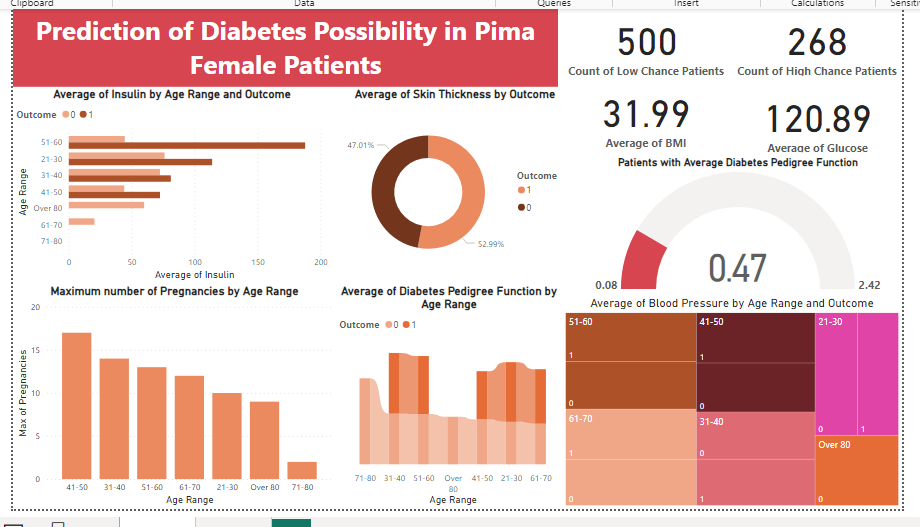 Clipboard
Data
Queries
Insert
Calculations
Prediction of Diabetes Possibility in Pima
Female Patients
500
Count of Low Chance Patients
268
Count of High Chance Patients
31.99
Average of BMI
120.89
Average of Glucose
Average of Insulin by Age Range and Outcome
Outcome 0 1
Age Range
51-60
21-30
31-40
41-50
Over 80
61-70
71-80
0 50 100 150 200
Average of Insulin
Average of Skin Thickness by Outcome
47.01%
52.99%
Outcome
1
0
Patients with Average Diabetes Pedigree Function
0.47
0.08
2.42
Maximum number of Pregnancies by Age Range
Max of Pregnancies
20
15
10
5
0
41-50 31-40 51-60 61-70 21-30 Over 80 71-80
Age Range
Average of Diabetes Pedigree Function by
Age Range
Outcome 0 1
71-80 31-40 51-60 Over 41-50 21-30 61-70
80
Age Range
Average of Blood Pressure by Age Range and Outcome
51-60
1
0
61-70
1
0
41-50
1
0
31-40
0
1
21-30
0 1
Over 80
0